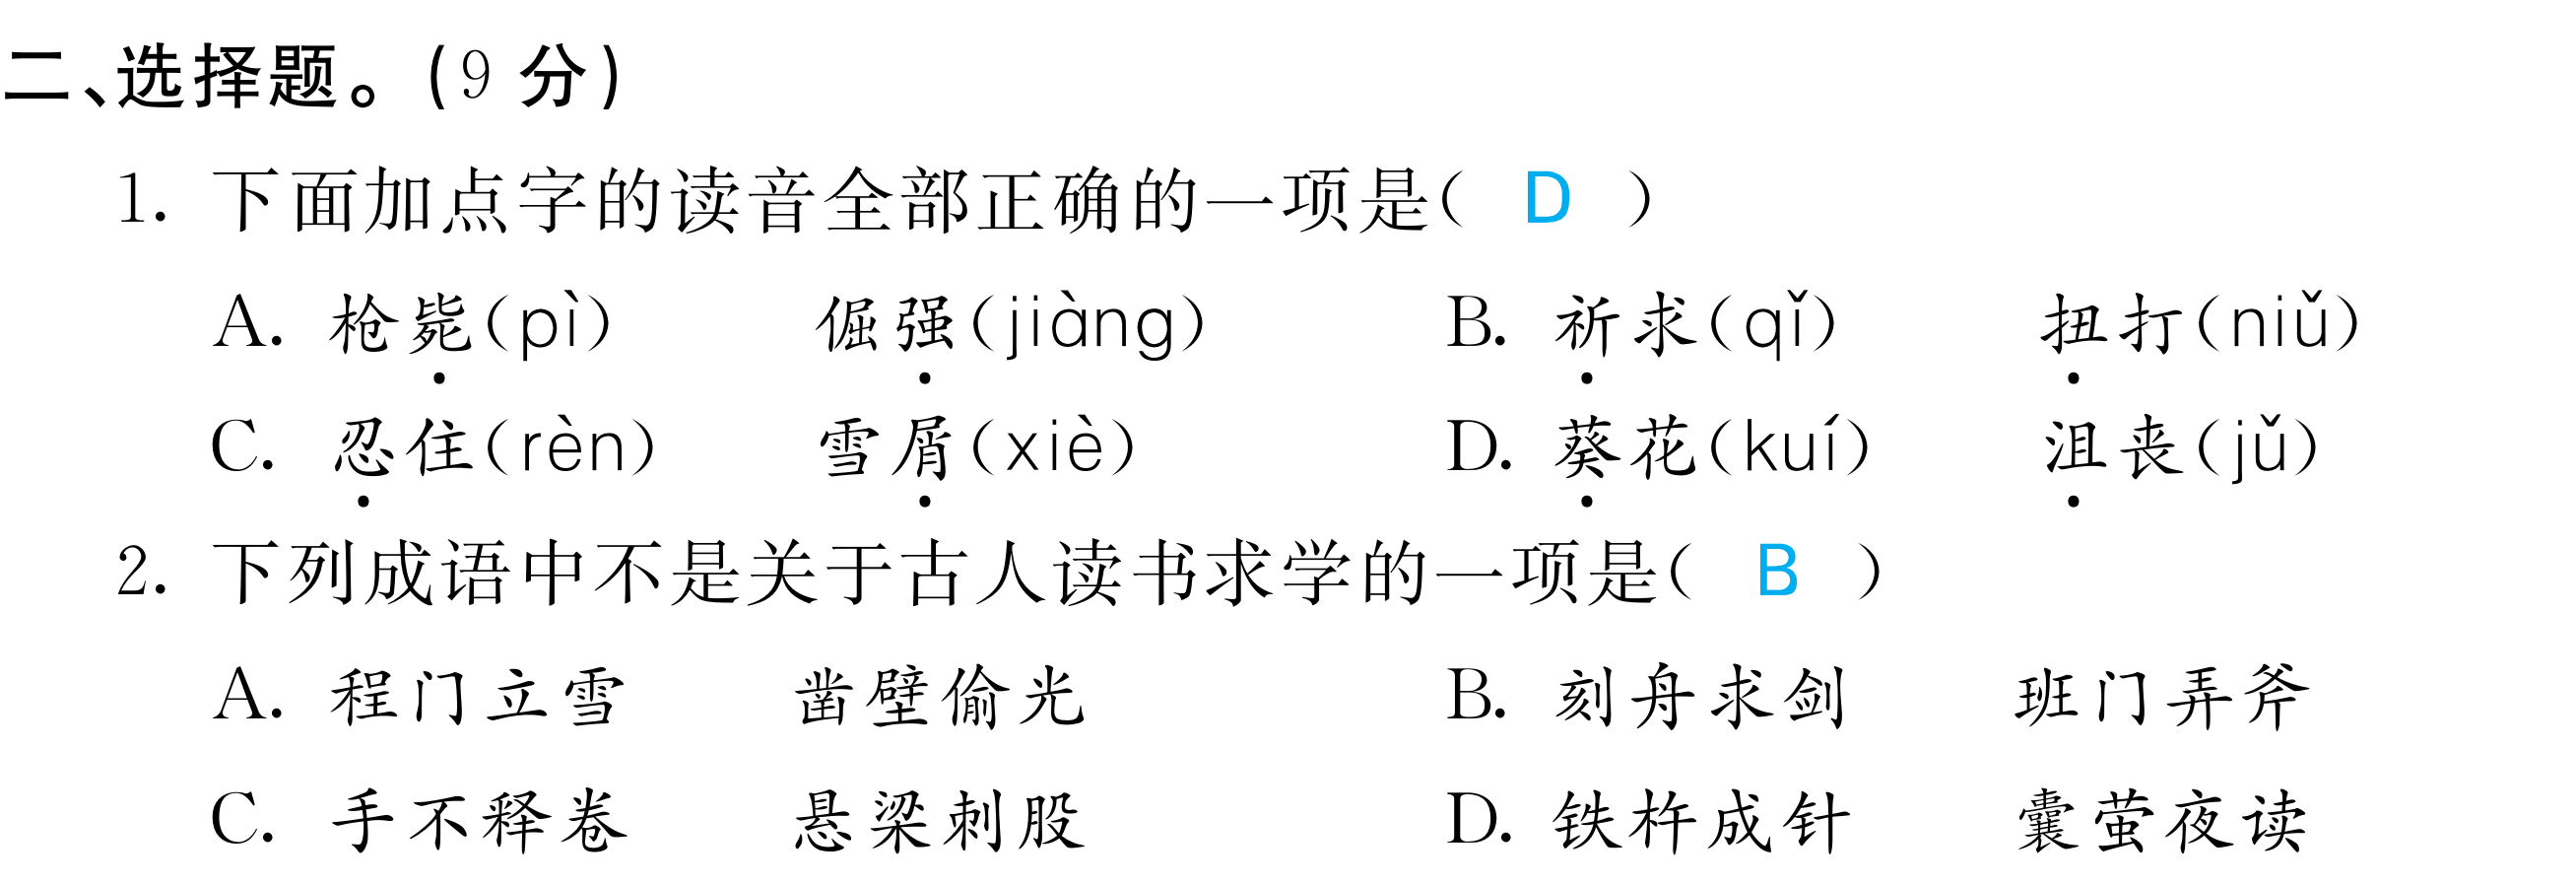 二、选择题。(9 分)
1. 下面加点字的读音全部正确的一项是( D )
A. 枪毙(pì) 倔强(jiàng) B. 祈求(qǐ) 扭打(niǔ)
C. 忍住(rèn) 雪屑(xiè) D. 葵花(kuí) 沮丧(jǔ)
2. 下列成语中不是关于古人读书求学的一项是( B )
A. 程门立雪 凿壁偷光 B. 刻舟求剑 班门弄斧
C. 手不释卷 悬梁刺股 D. 铁杵成针 囊萤夜读